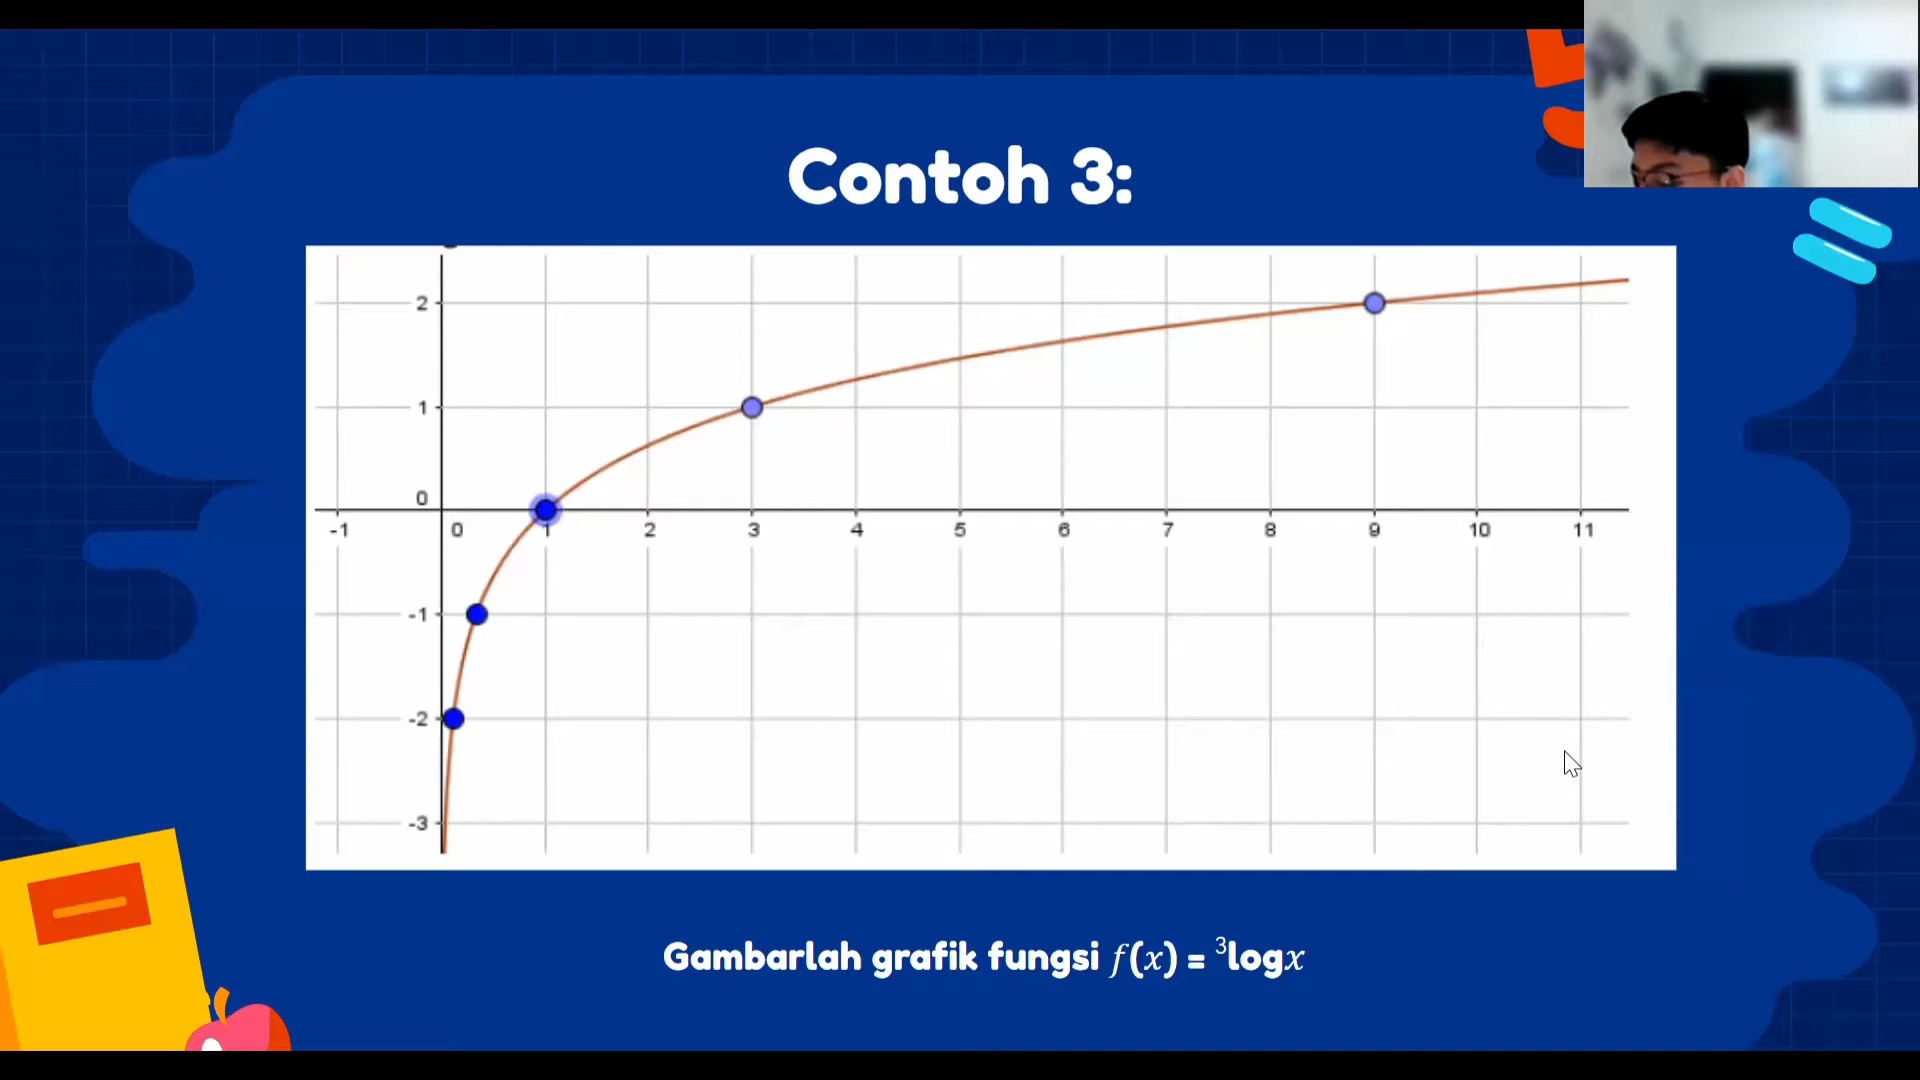 Contoh 3:
2
1
0
-1 0 1 2 3 4 5 6 7 8 9 10 11
-1
-2
-3
Gambarlah grafik fungsi f(x) = ³logx